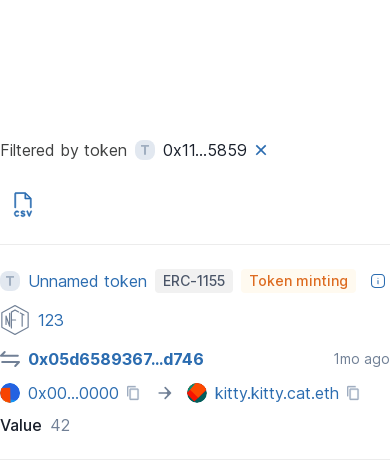 Filtered by token T 0x11...5859
CSV
T Unnamed token ERC-1155 Token minting i
NFT 123
0x05d6589367...d746 1mo ago
0x00...0000 → kitty.kitty.cat.eth
Value 42